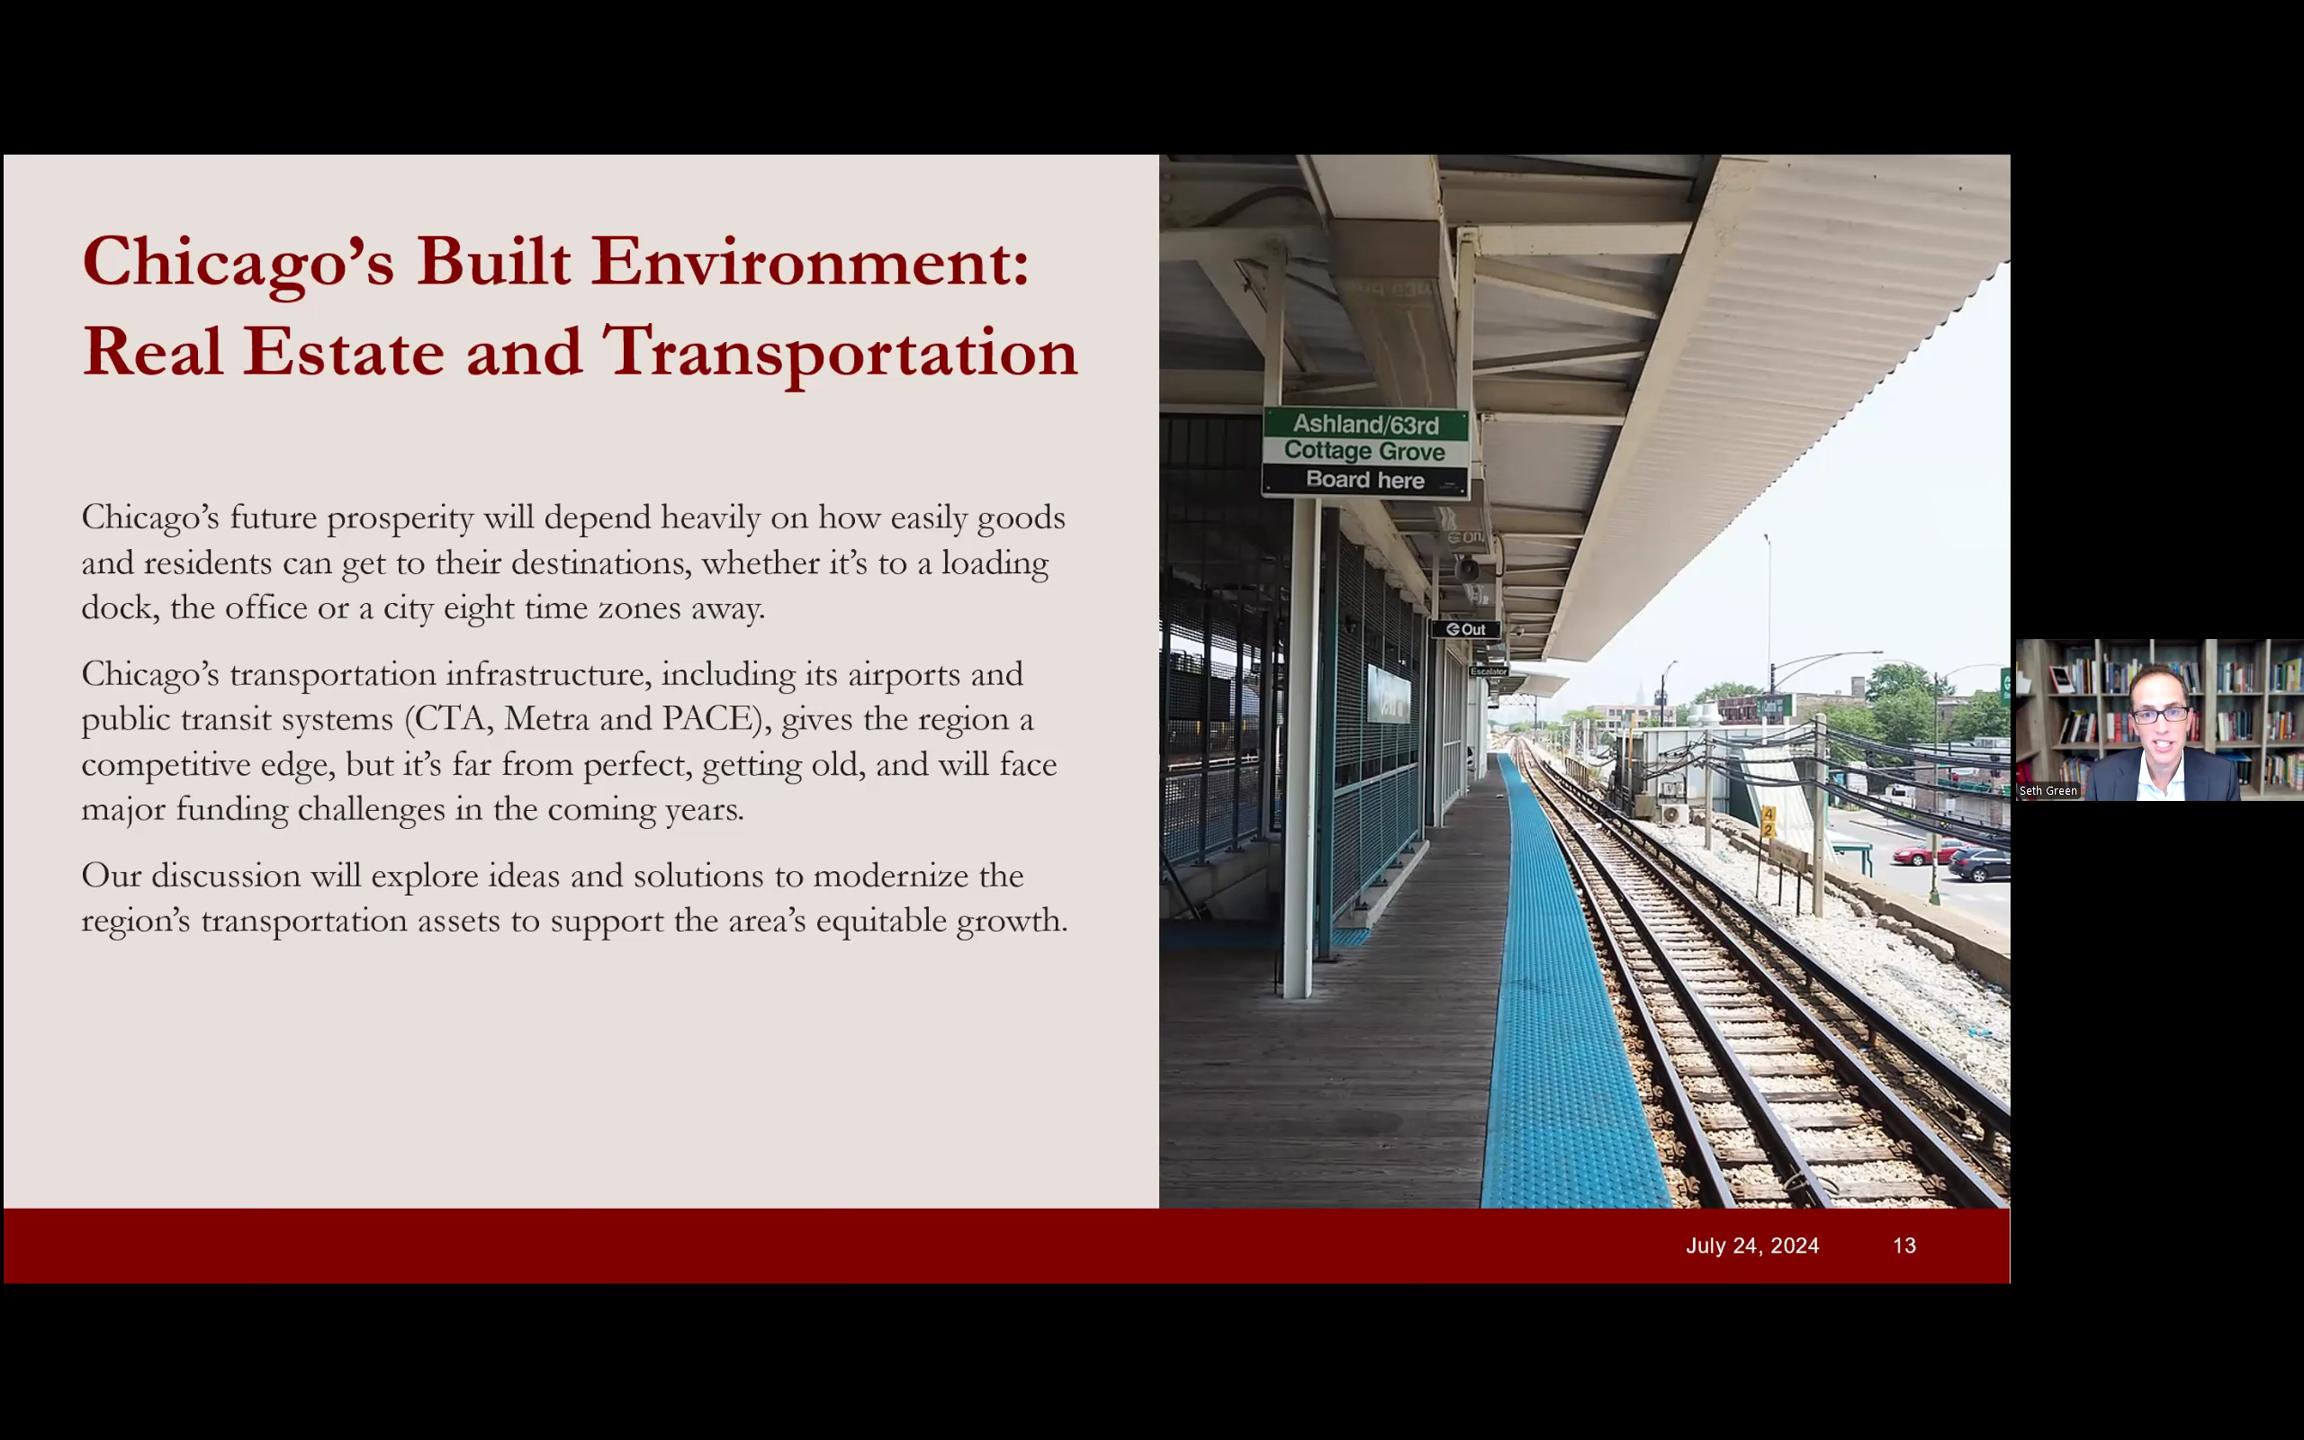 Chicago’s Built Environment:
Real Estate and Transportation
Chicago’s future prosperity will depend heavily on how easily goods
and residents can get to their destinations, whether it’s to a loading
dock, the office or a city eight time zones away.
Chicago’s transportation infrastructure, including its airports and
public transit systems (CTA, Metra and PACE), gives the region a
competitive edge, but it’s far from perfect, getting old, and will face
major funding challenges in the coming years.
Our discussion will explore ideas and solutions to modernize the
region’s transportation assets to support the area’s equitable growth.
Ashland/63rd
Cottage Grove
Board here
Out
Escalator
4
2
Seth Green
July 24, 2024
13